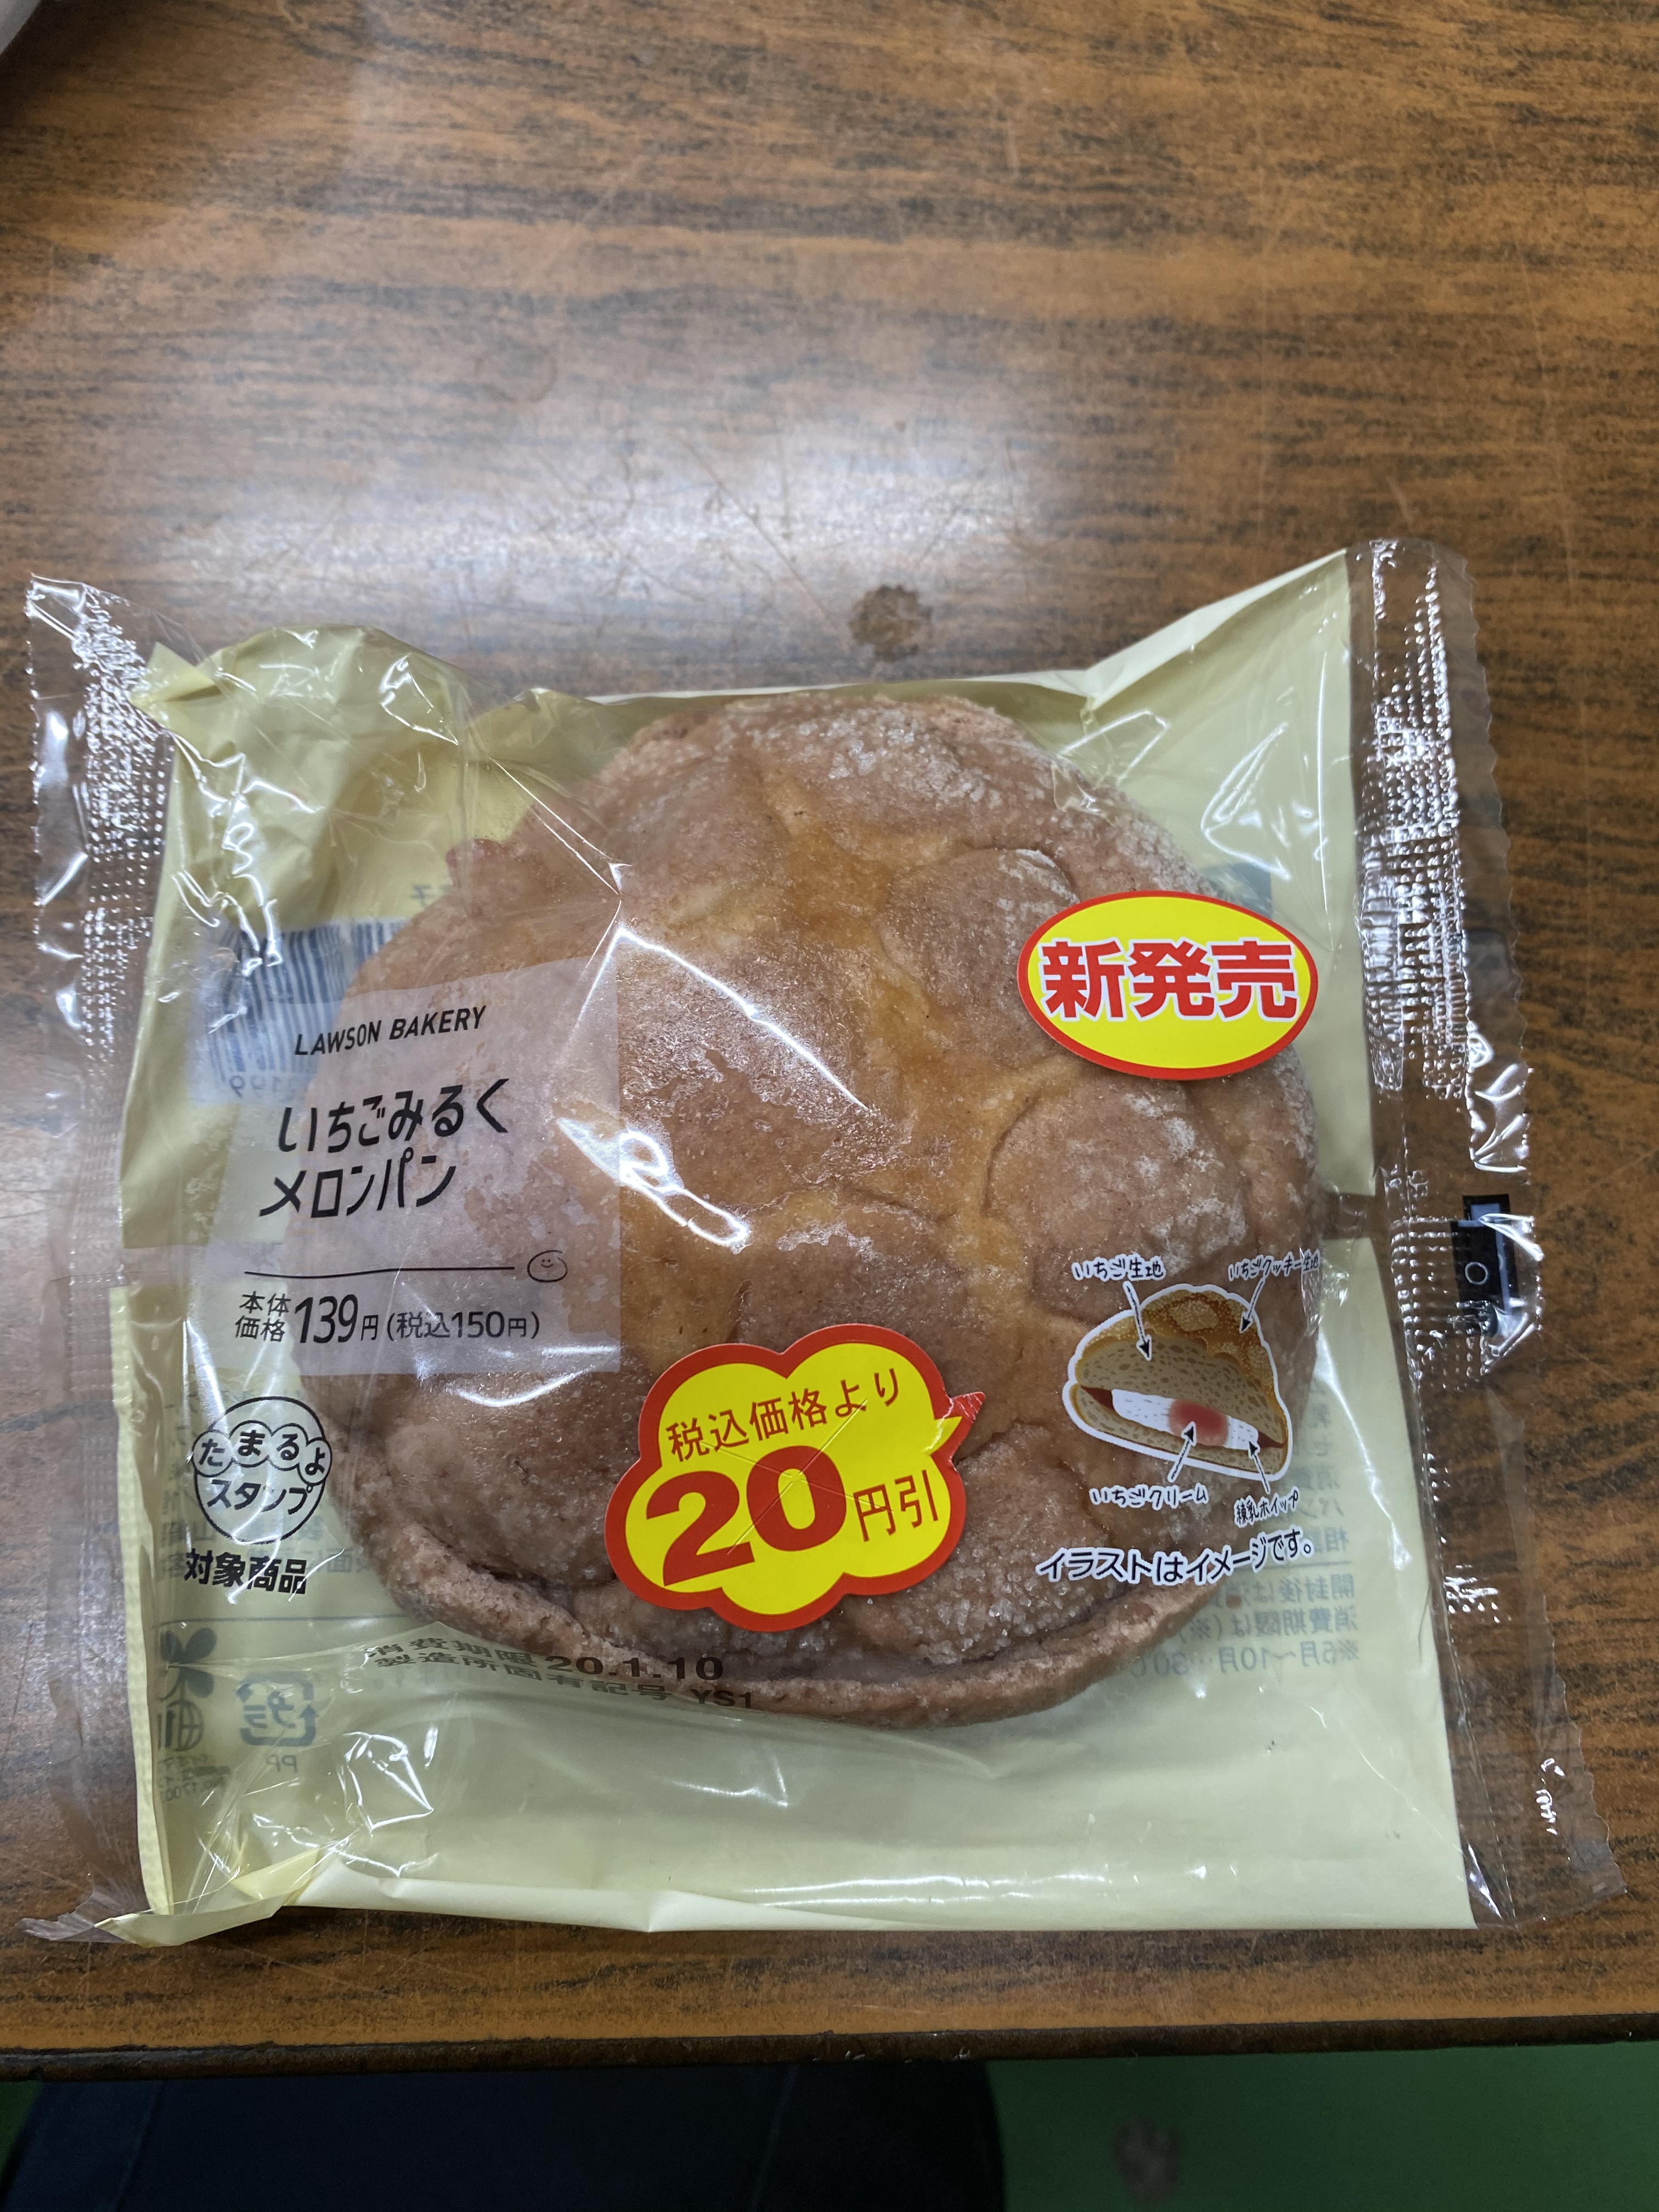 新発売
LAWSON BAKERY
いちごみるく
メロンパン
本体
価格 139円 (税込150円)
いちご生地
いちごクッキー生地
いちごクリーム
練乳ホイップ
イラストはイメージです。
税込価格より
20円引
たまるよ
スタンプ
対象商品
消費期限 20.1.10
製造所固有記号 YS1
プラ
PP